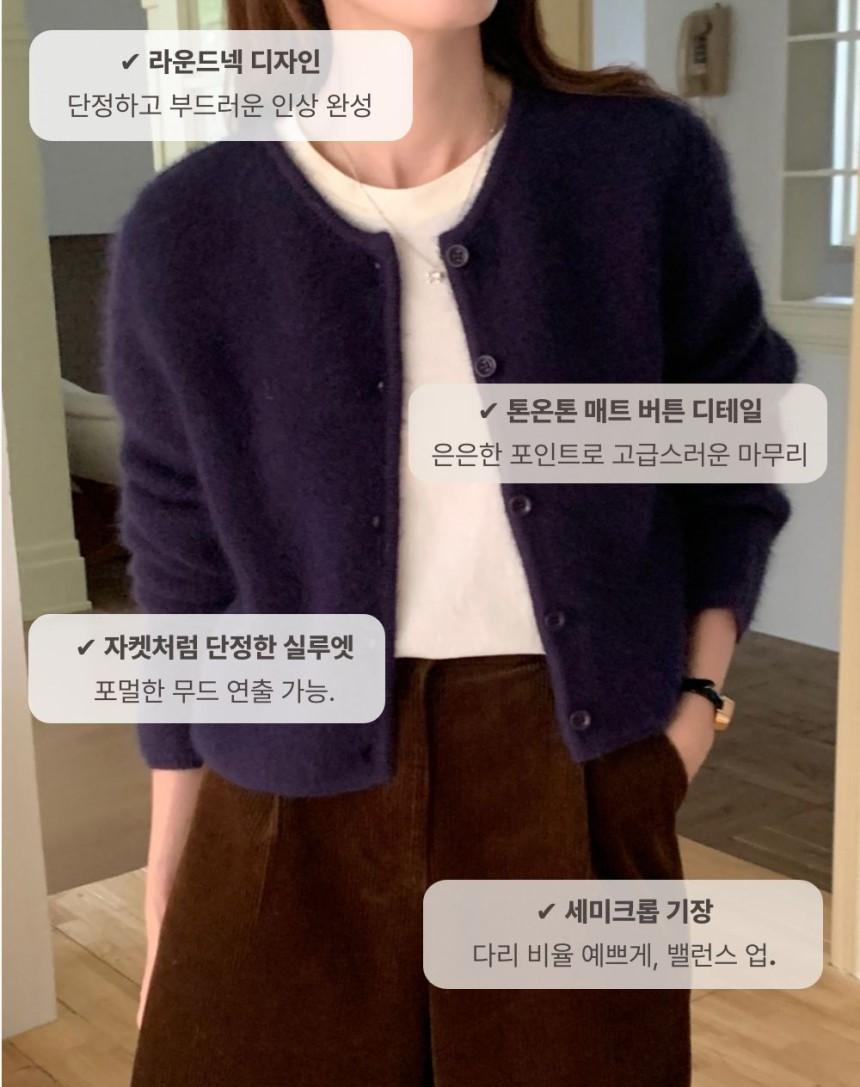 ✔ 라운드넥 디자인
단정하고 부드러운 인상 완성
✔ 톤온톤 매트 버튼 디테일
은은한 포인트로 고급스러운 마무리
✔ 자켓처럼 단정한 실루엣
포멀한 무드 연출 가능.
✔ 세미크롭 기장
다리 비율 예쁘게, 밸런스 업.